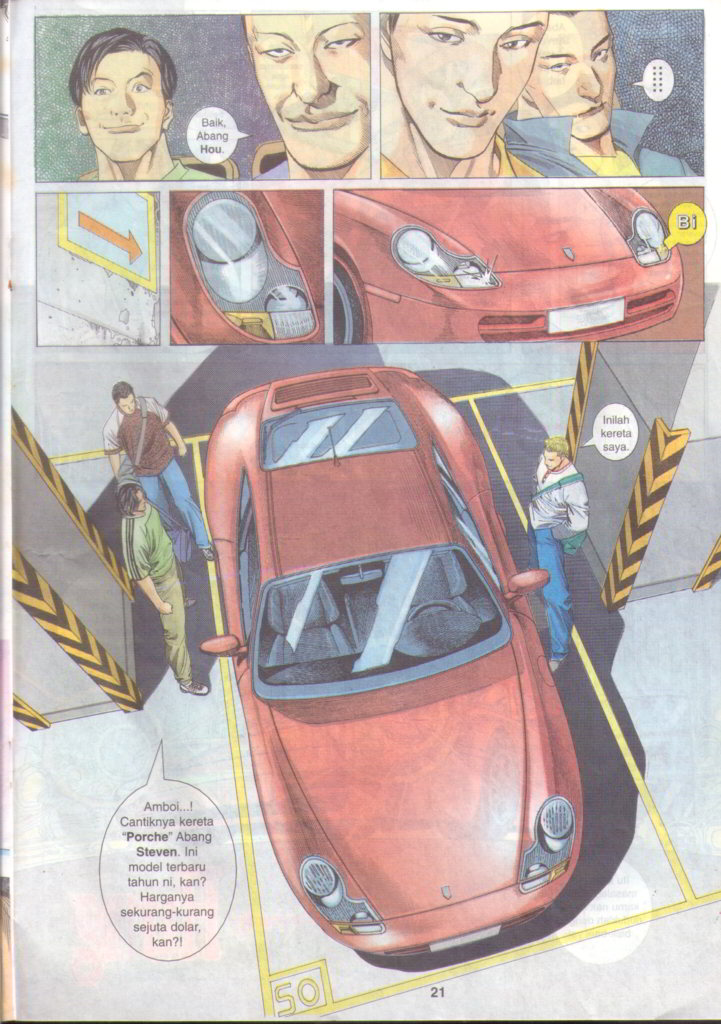 Baik,
Abang
Hou.
Bi
Inilah
kereta
saya.
Amboi...!
Cantiknya kereta
"Porche" Abang
Steven. Ini
model terbaru
tahun ni, kan?
Harganya
sekurang-kurang
sejuta dolar,
kan?!
50
21